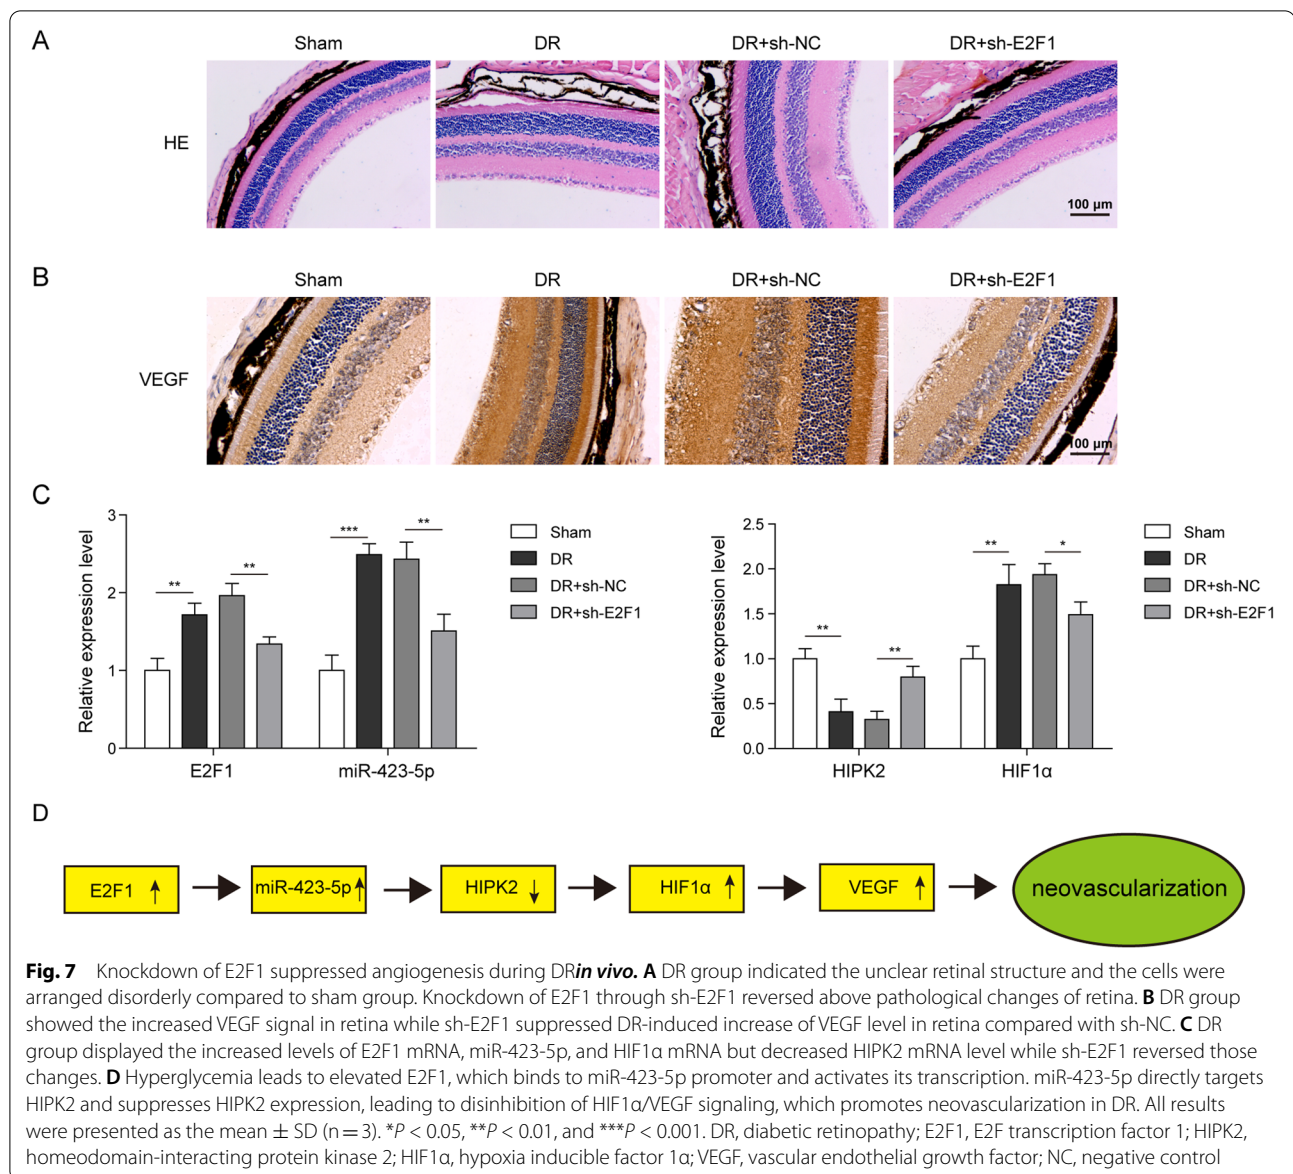 A
Sham
DR
DR+sh-NC
DR+sh-E2F1
HE
100 µm
B
Sham
DR
DR+sh-NC
DR+sh-E2F1
VEGF
100 µm
C
Relative expression level
3
2
1
0
**
**
***
**
E2F1
miR-423-5p
Sham
DR
DR+sh-NC
DR+sh-E2F1
Relative expression level
2.5
2.0
1.5
1.0
0.5
0.0
**
**
**
*
HIPK2
HIF1α
Sham
DR
DR+sh-NC
DR+sh-E2F1
D
E2F1 ↑
miR-423-5p ↑
HIPK2 ↓
HIF1α ↑
VEGF ↑
neovascularization
Fig. 7 Knockdown of E2F1 suppressed angiogenesis during DRin vivo. A DR group indicated the unclear retinal structure and the cells were
arranged disorderly compared to sham group. Knockdown of E2F1 through sh-E2F1 reversed above pathological changes of retina. B DR group
showed the increased VEGF signal in retina while sh-E2F1 suppressed DR-induced increase of VEGF level in retina compared with sh-NC. C DR
group displayed the increased levels of E2F1 mRNA, miR-423-5p, and HIF1α mRNA but decreased HIPK2 mRNA level while sh-E2F1 reversed those
changes. D Hyperglycemia leads to elevated E2F1, which binds to miR-423-5p promoter and activates its transcription. miR-423-5p directly targets
HIPK2 and suppresses HIPK2 expression, leading to disinhibition of HIF1α/VEGF signaling, which promotes neovascularization in DR. All results
were presented as the mean ± SD (n = 3). *P < 0.05, **P < 0.01, and ***P < 0.001. DR, diabetic retinopathy; E2F1, E2F transcription factor 1; HIPK2,
homeodomain-interacting protein kinase 2; HIF1α, hypoxia inducible factor 1α; VEGF, vascular endothelial growth factor; NC, negative control